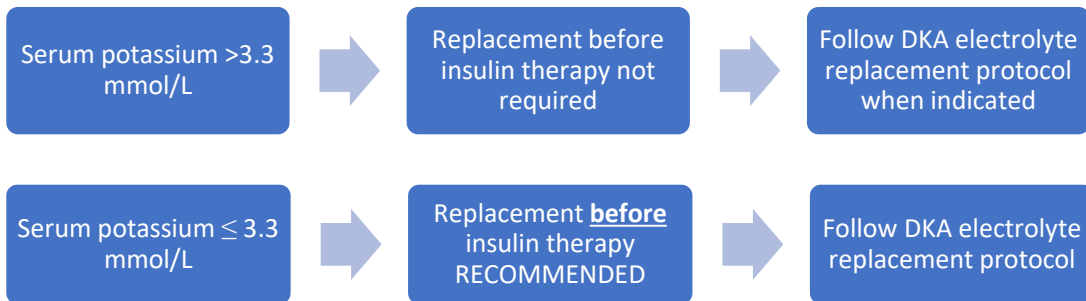 Serum potassium >3.3
mmol/L
Replacement before
insulin therapy not
required
Follow DKA electrolyte
replacement protocol
when indicated
Serum potassium ≤ 3.3
mmol/L
Replacement before
insulin therapy
RECOMMENDED
Follow DKA electrolyte
replacement protocol